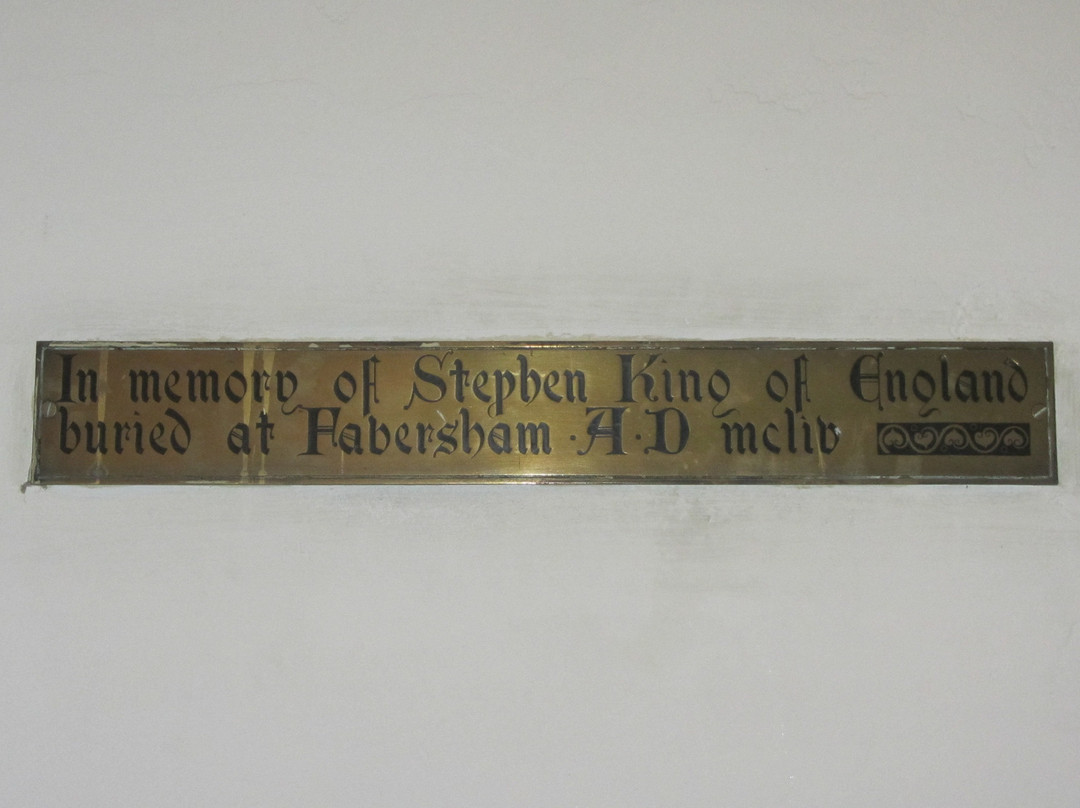 In memory of Stephen King of England
buried at Faversham · A · D mcliv